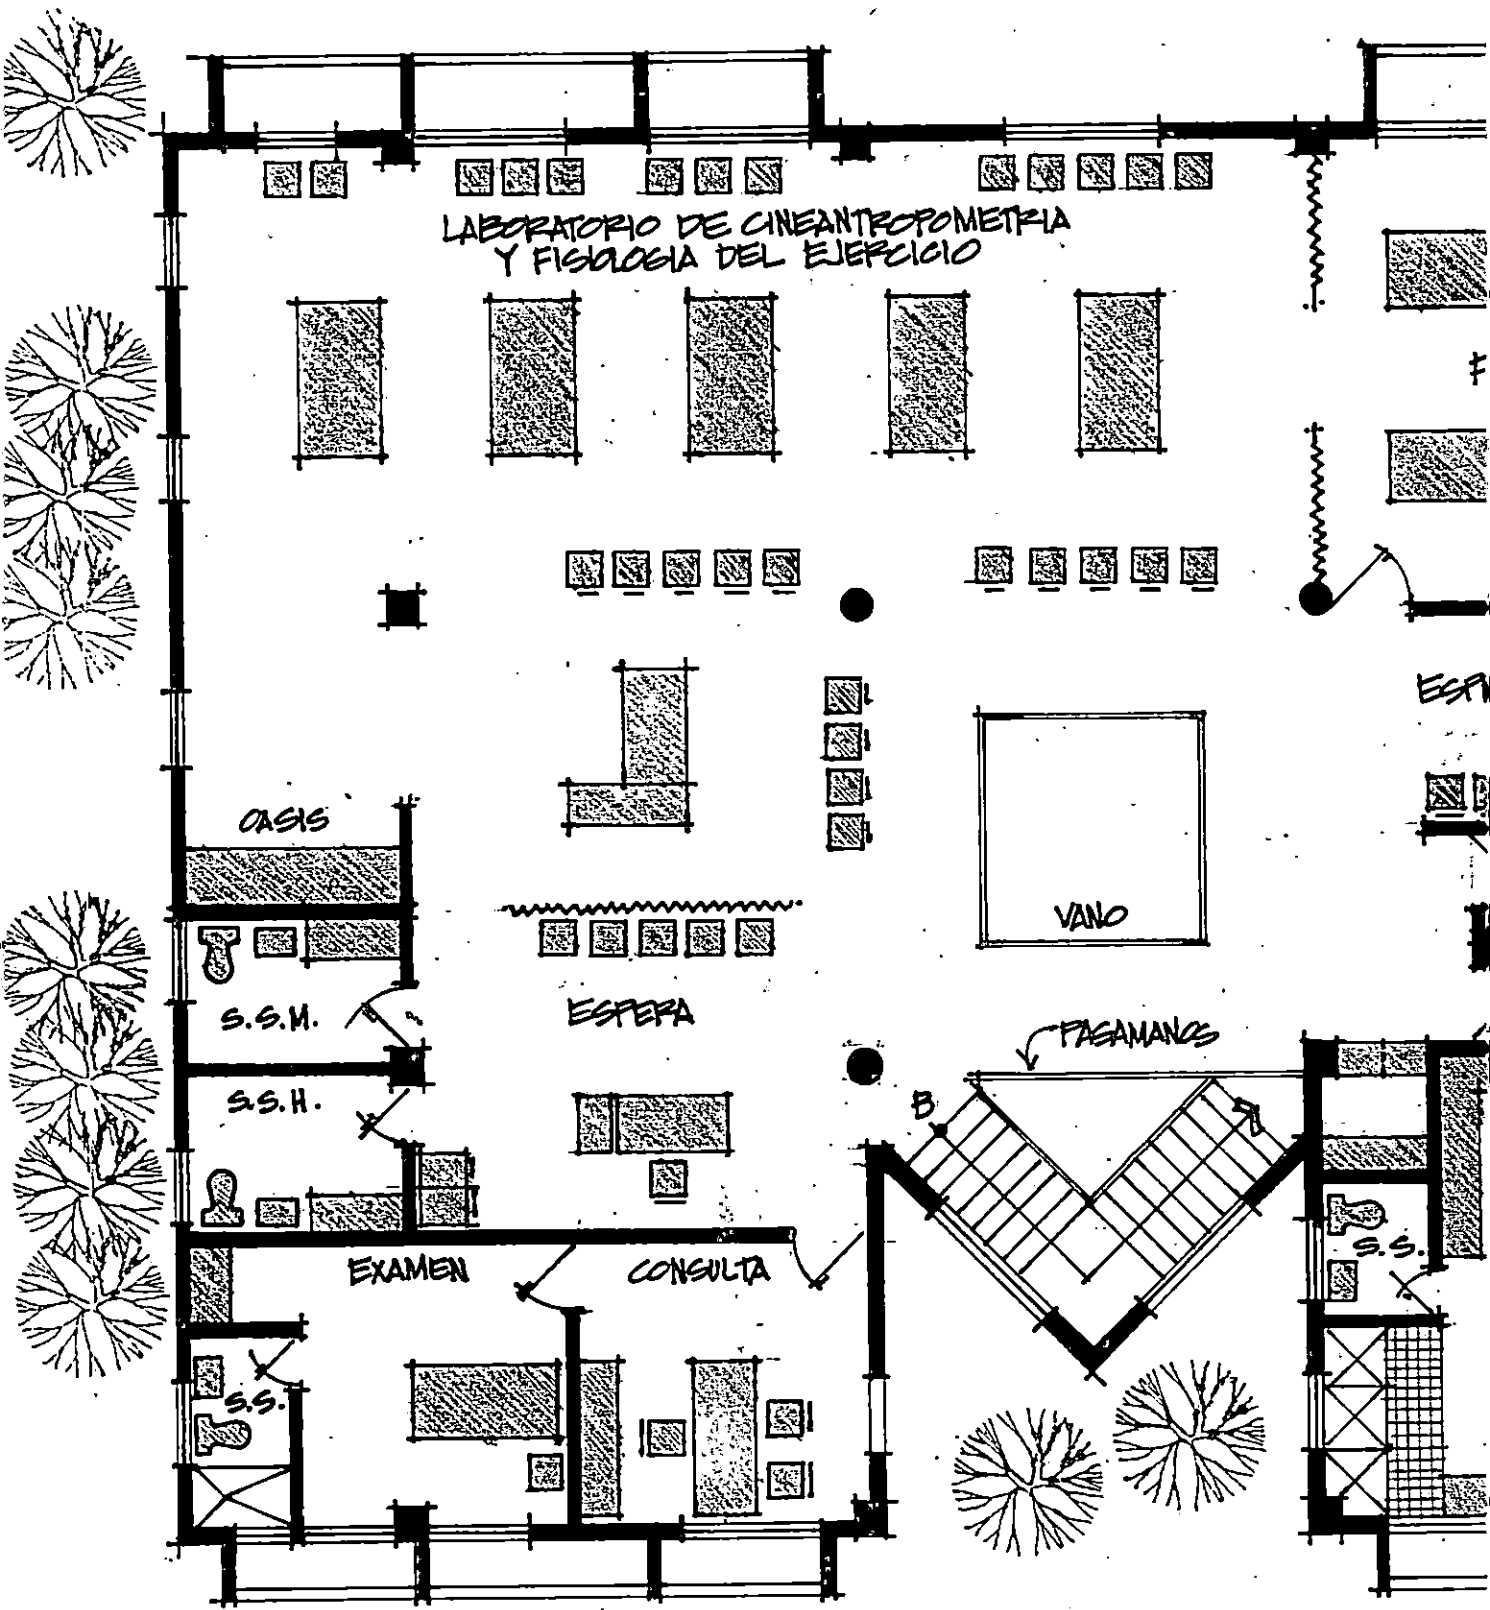 LABORATORIO DE CINEANTROPOMETRIA
Y FISIOLOGIA DEL EJERCICIO
OASIS
VANO
S.S.M.
ESPERA
PASAMANOS
S.S.H.
B
EXAMEN
CONSULTA
S.S.
S.S.